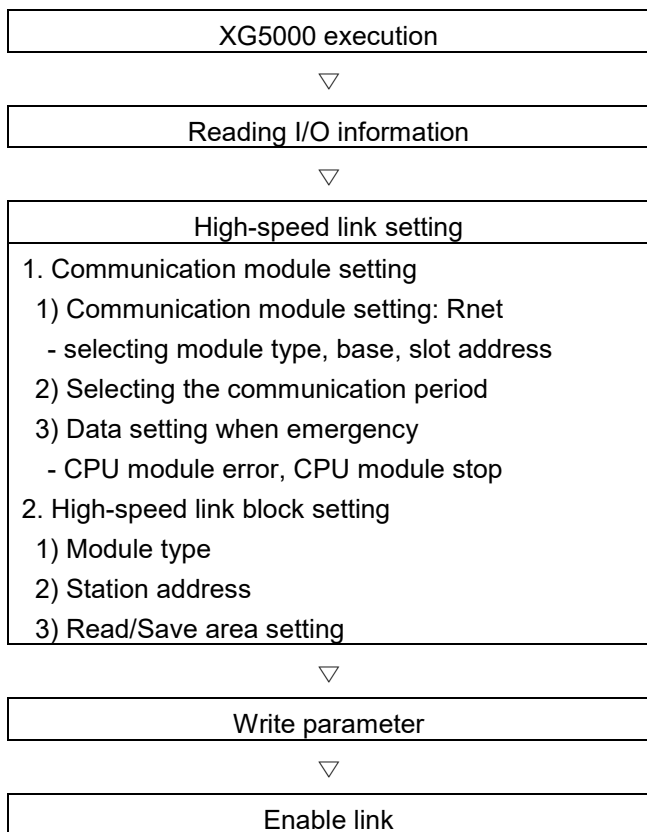 XG5000 execution
▽
Reading I/O information
▽
High-speed link setting
1. Communication module setting
1) Communication module setting: Rnet
- selecting module type, base, slot address
2) Selecting the communication period
3) Data setting when emergency
- CPU module error, CPU module stop
2. High-speed link block setting
1) Module type
2) Station address
3) Read/Save area setting
▽
Write parameter
▽
Enable link